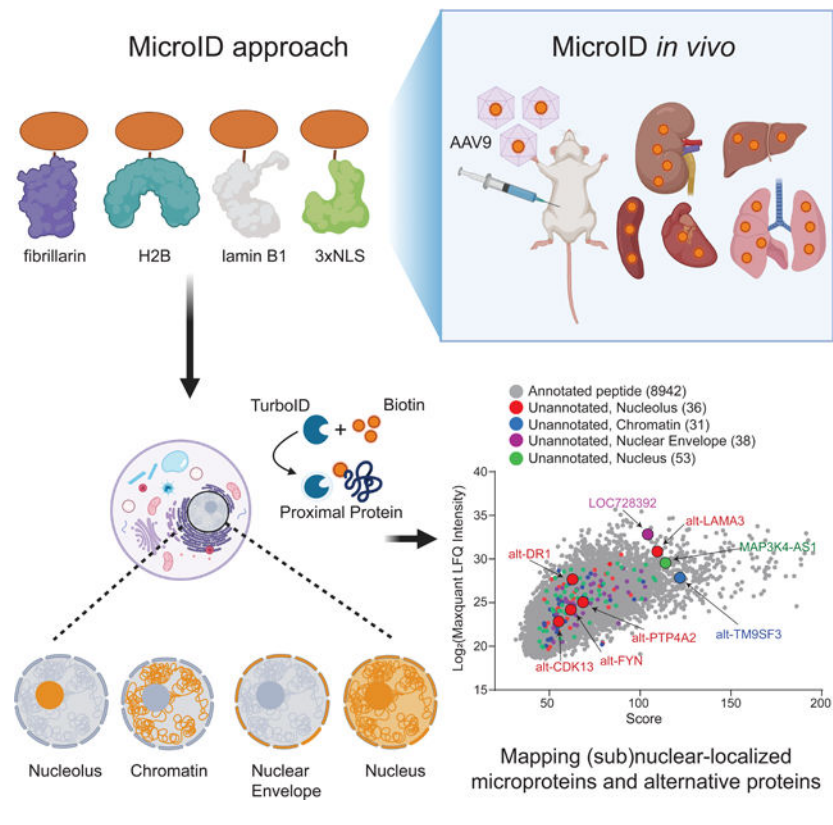 MicroID approach
MicroID in vivo
AAV9
fibrillarin
H2B
lamin B1
3xNLS
TurboID
Biotin
+
Proximal Protein
Annotated peptide (8942)
Unannotated, Nucleolus (36)
Unannotated, Chromatin (31)
Unannotated, Nuclear Envelope (38)
Unannotated, Nucleus (53)
Log₂(Maxquant LFQ Intensity)
40
35
30
25
20
15
LOC728392
alt-LAMA3
MAP3K4-AS1
alt-DR1
alt-TM9SF3
alt-PTP4A2
alt-FYN
alt-CDK13
50
100
150
200
Score
Nucleolus
Chromatin
Nuclear
Envelope
Nucleus
Mapping (sub)nuclear-localized
microproteins and alternative proteins